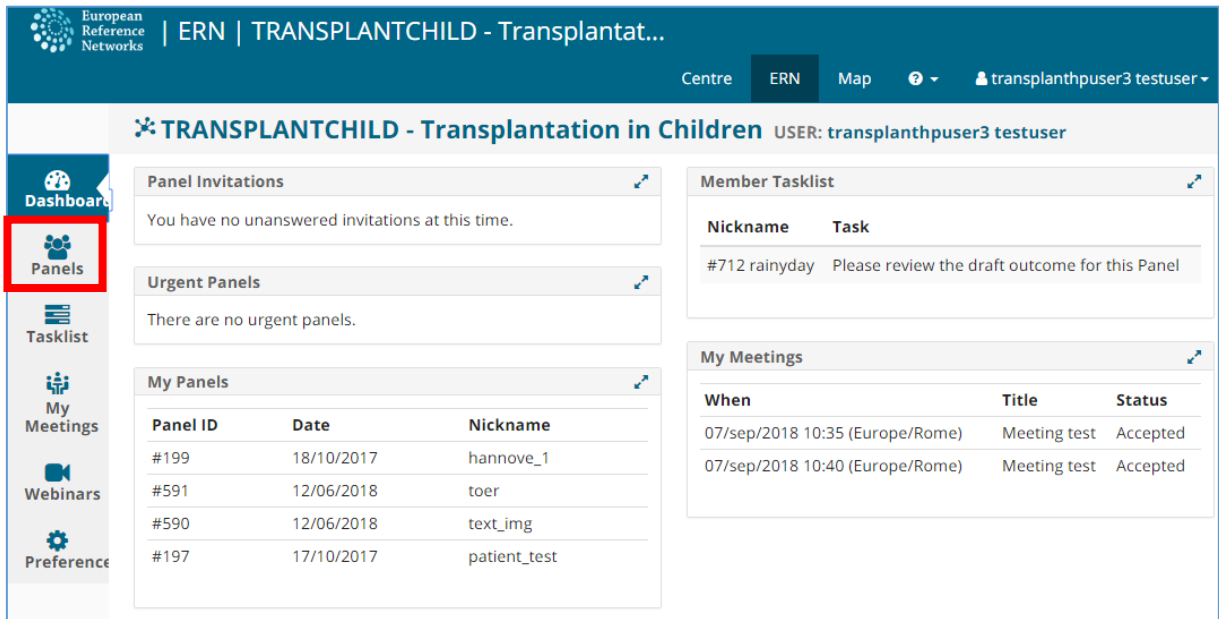 European
Reference
Networks
| ERN | TRANSPLANTCHILD - Transplantat...
Centre ERN Map ? transplanthpuser3 testuser
TRANSPLANTCHILD - Transplantation in Children USER: transplanthpuser3 testuser
Dashboard
Panels
Tasklist
My
Meetings
Webinars
Preference
Panel Invitations
You have no unanswered invitations at this time.
Urgent Panels
There are no urgent panels.
My Panels
Panel ID Date Nickname
#199 18/10/2017 hannove_1
#591 12/06/2018 toer
#590 12/06/2018 text_img
#197 17/10/2017 patient_test
Member Tasklist
Nickname Task
#712 rainyday Please review the draft outcome for this Panel
My Meetings
When Title Status
07/sep/2018 10:35 (Europe/Rome) Meeting test Accepted
07/sep/2018 10:40 (Europe/Rome) Meeting test Accepted